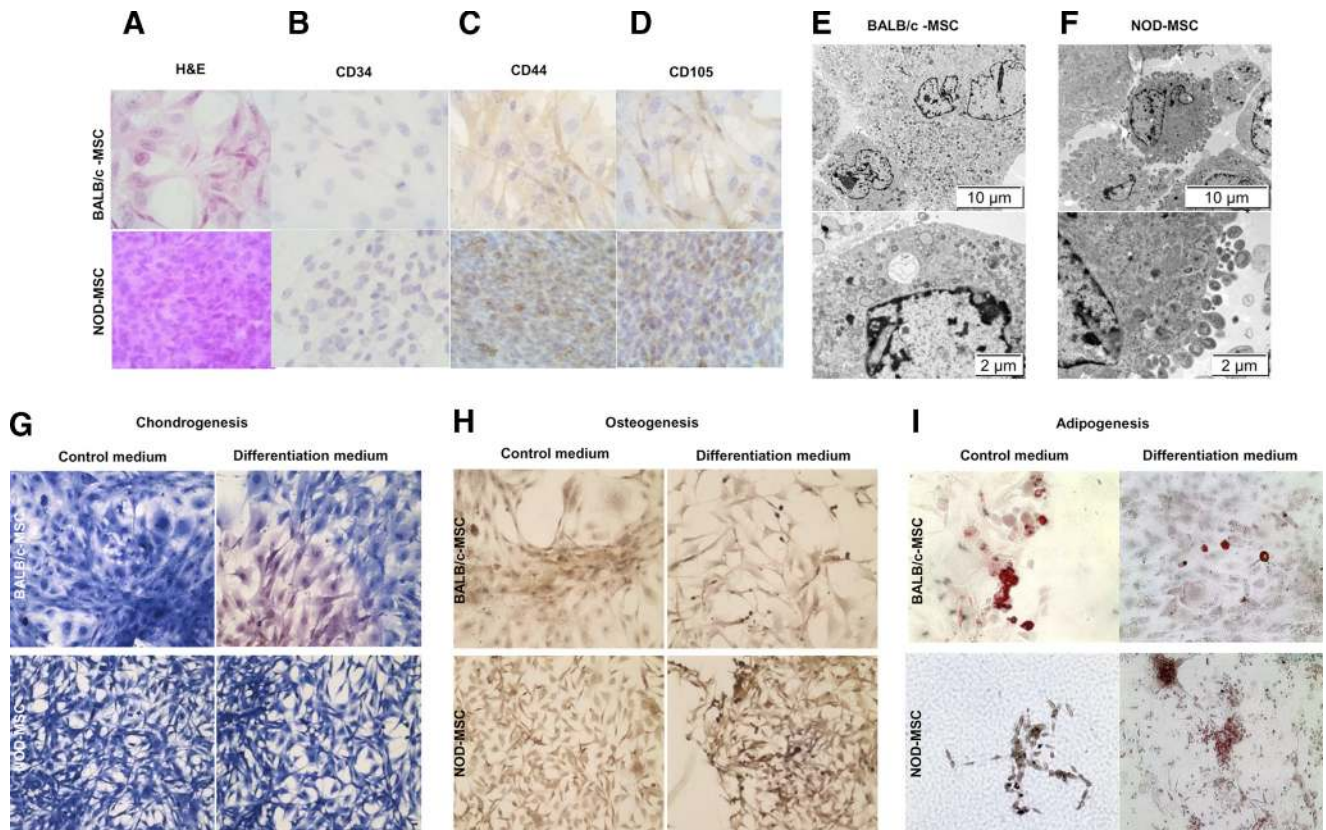 A
B
C
D
E
F
H&E
CD34
CD44
CD105
BALB/c -MSC
NOD-MSC
BALB/c -MSC
NOD-MSC
10 µm
10 µm
2 µm
2 µm
G
Chondrogenesis
H
Osteogenesis
I
Adipogenesis
Control medium
Differentiation medium
Control medium
Differentiation medium
Control medium
Differentiation medium
BALB/c-MSC
BALB/c-MSC
BALB/c-MSC
NOD-MSC
NOD-MSC
NOD-MSC